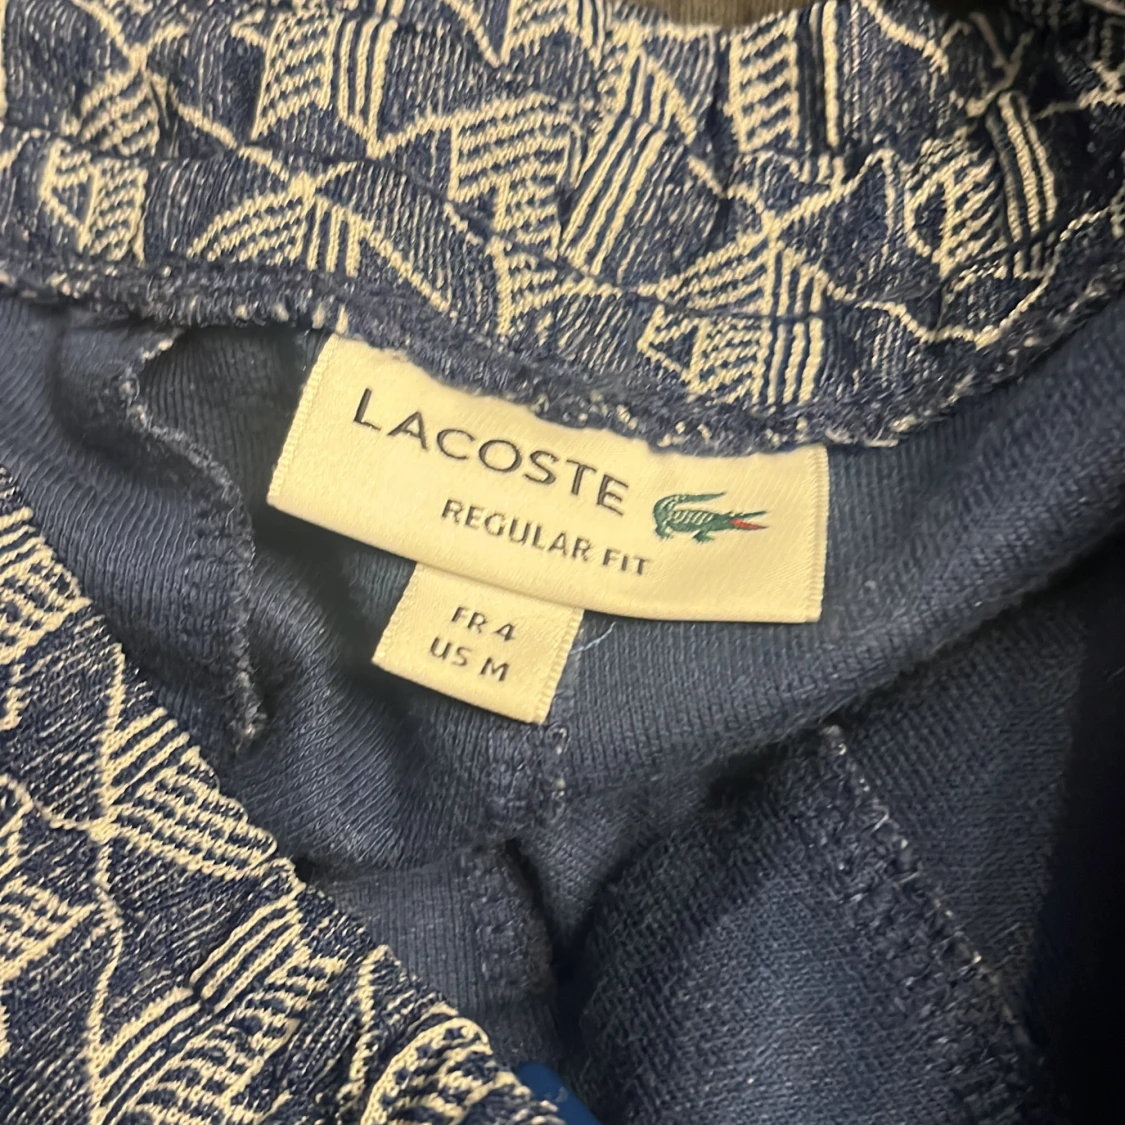 LACOSTE
REGULAR FIT
FR 4
US M